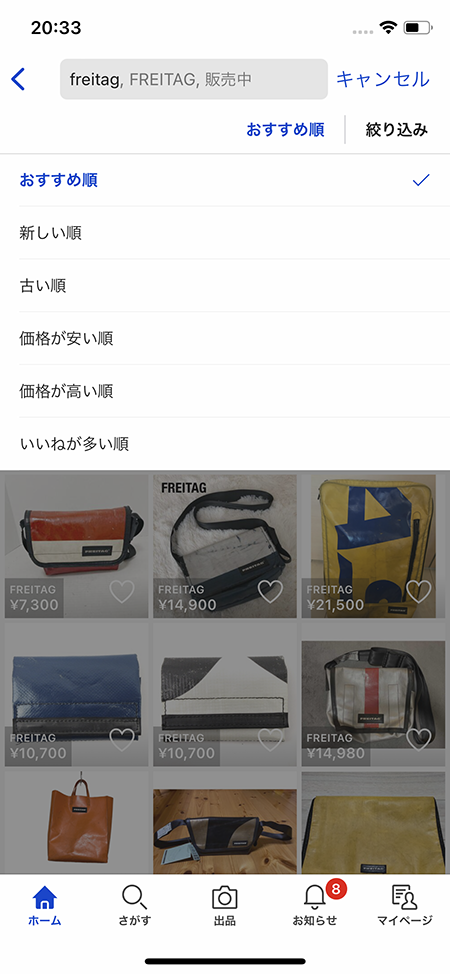 20:33
freitag, FREITAG, 販売中
キャンセル
おすすめ順
絞り込み
おすすめ順
新しい順
古い順
価格が安い順
価格が高い順
いいねが多い順
FREITAG
FREITAG
¥7,300
FREITAG
¥14,900
FREITAG
¥21,500
FREITAG
¥10,700
FREITAG
¥10,700
FREITAG
¥14,980
8
ホーム
さがす
出品
お知らせ
マイページ